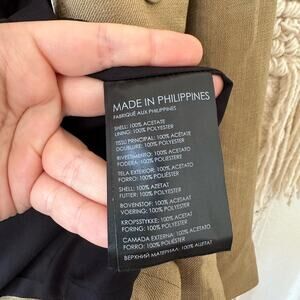 MADE IN PHILIPPINES
FABRIQUÉ AUX PHILIPPINES
SHELL: 100% ACETATE
LINING: 100% POLYESTER
TISSU PRINCIPAL: 100% ACÉTATE
DOUBLURE: 100% POLYESTER
RIVESTIMENTO: 100% ACETATO
FODERA: 100% POLIESTERE
TELA EXTERIOR: 100% ACETATO
FORRO: 100% POLIÉSTER
SHELL: 100% AZETAT
FUTTER: 100% POLYESTER
BOVENSTOF: 100% ACETAAT
VOERING: 100% POLYESTER
KROPSSTYKKE: 100% ACETAT
FOR: 100% POLYESTER
CAMADA EXTERNA: 100% ACETATO
FORRO: 100% POLIÉSTER
ВЕРХНИЙ МАТЕРИАЛ: 100% АЦЕТАТ